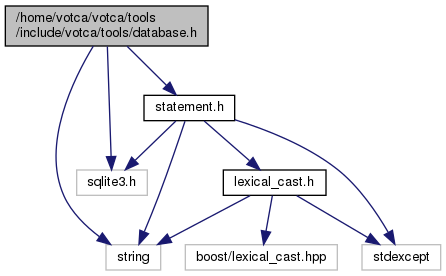 /home/votca/votca/tools
/include/votca/tools/database.h
statement.h
sqlite3.h
lexical_cast.h
string
boost/lexical_cast.hpp
stdexcept